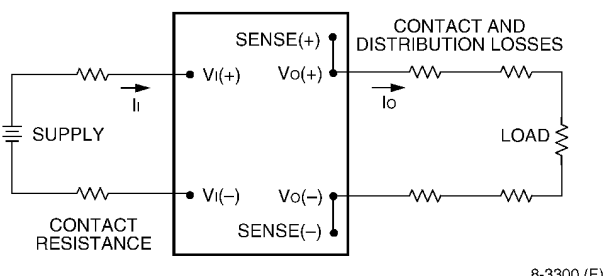 CONTACT AND
DISTRIBUTION LOSSES
SENSE(+)
VI(+)
VO(+)
II
IO
SUPPLY
LOAD
VI(–)
VO(–)
CONTACT
RESISTANCE
SENSE(–)
8-3300 (F)